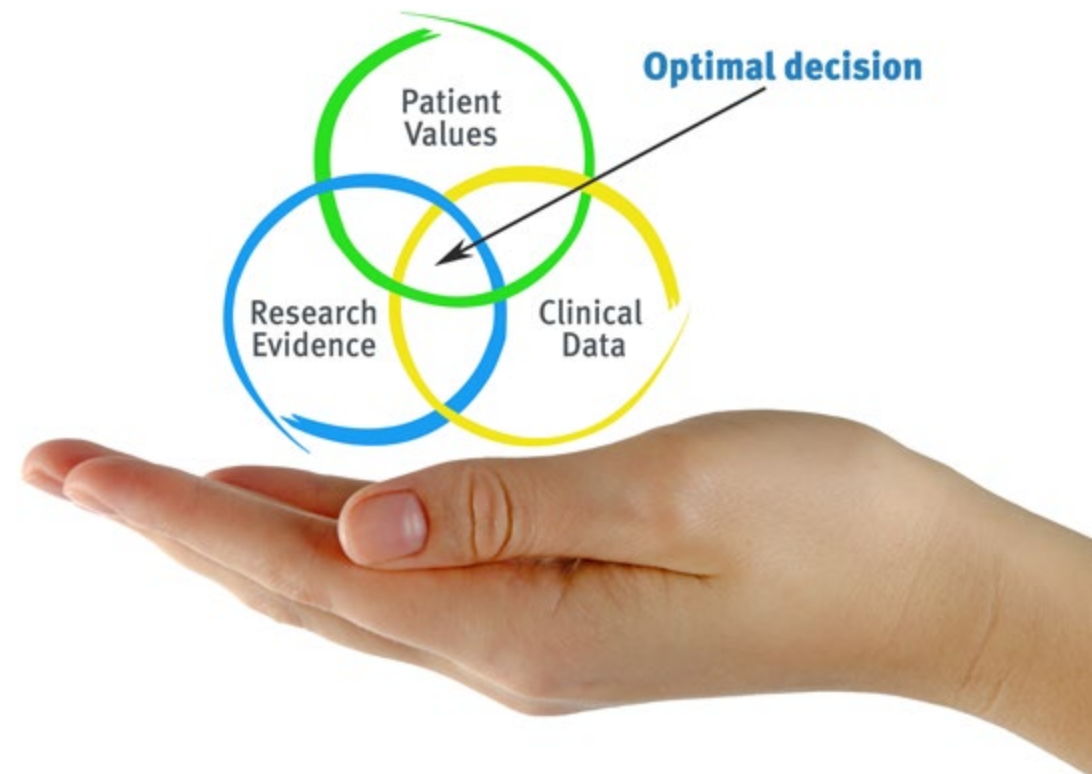 Optimal decision
Patient
Values
Research
Evidence
Clinical
Data